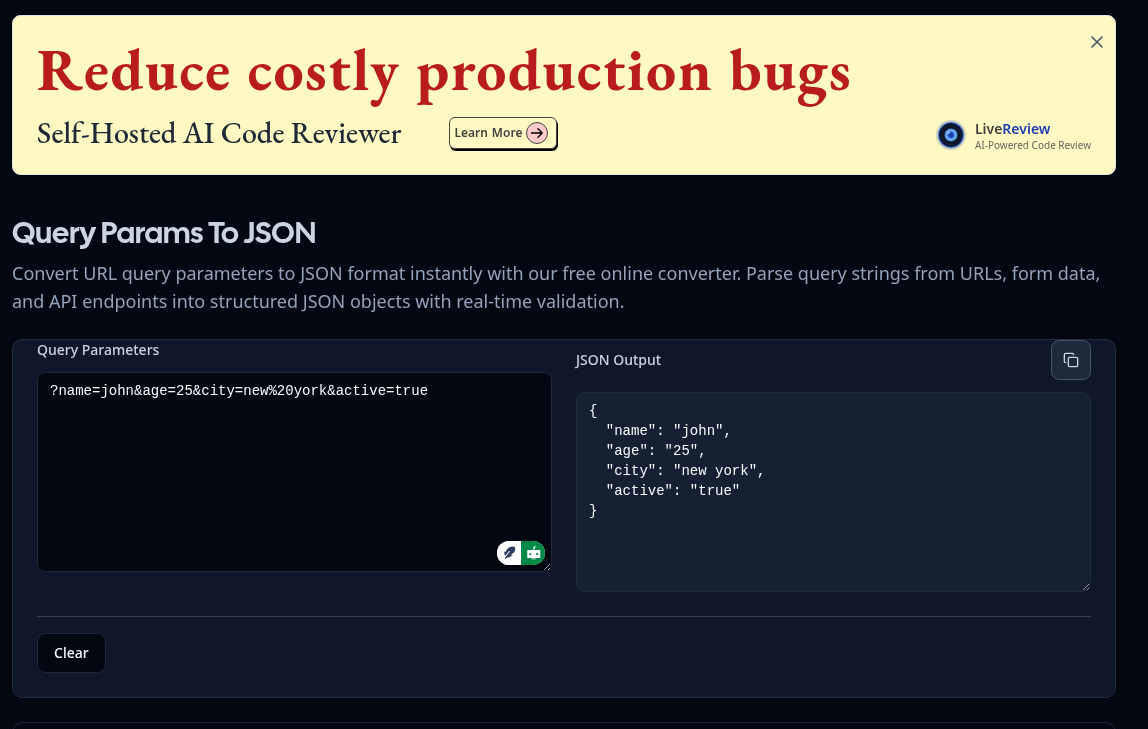 Reduce costly production bugs
Self-Hosted AI Code Reviewer
Learn More
LiveReview
AI-Powered Code Review
Query Params To JSON
Convert URL query parameters to JSON format instantly with our free online converter. Parse query strings from URLs, form data,
and API endpoints into structured JSON objects with real-time validation.
Query Parameters
?name=john&age=25&city=new%20york&active=true
JSON Output
{
  "name": "john",
  "age": "25",
  "city": "new york",
  "active": "true"
}
Clear